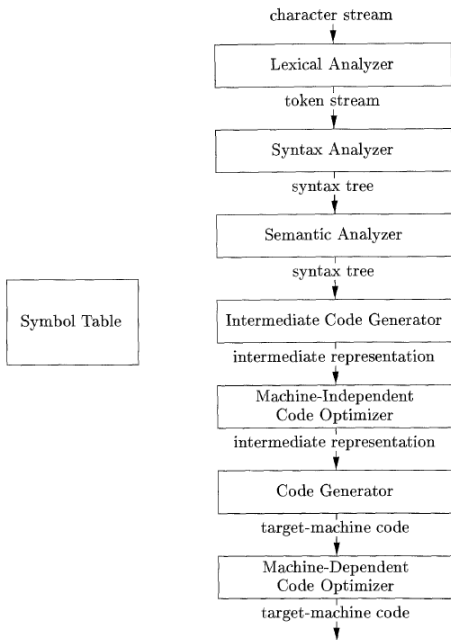 character stream
Lexical Analyzer
token stream
Syntax Analyzer
syntax tree
Semantic Analyzer
syntax tree
Symbol Table
Intermediate Code Generator
intermediate representation
Machine-Independent
Code Optimizer
intermediate representation
Code Generator
target-machine code
Machine-Dependent
Code Optimizer
target-machine code